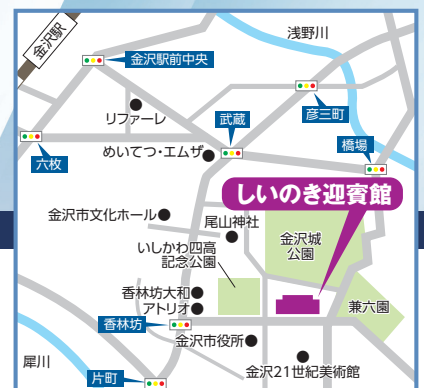 金沢駅
浅野川
金沢駅前中央
リファーレ
武蔵
彦三町
六枚
めいてつ・エムザ
橋場
しいのき迎賓館
金沢市文化ホール
尾山神社
金沢城
公園
いしかわ四高
記念公園
香林坊大和
アトリオ
兼六園
香林坊
金沢市役所
犀川
金沢21世紀美術館
片町